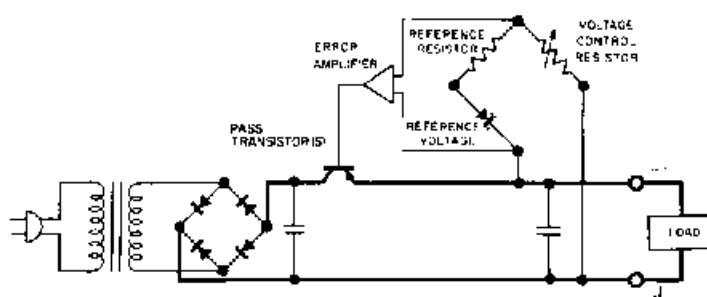 ERROR
AMPLIFIER
REFERENCE
RESISTOR
VOLTAGE
CONTROL
RESISTOR
PASS
TRANSISTOR(S)
REFERENCE
VOLTAGE
LOAD